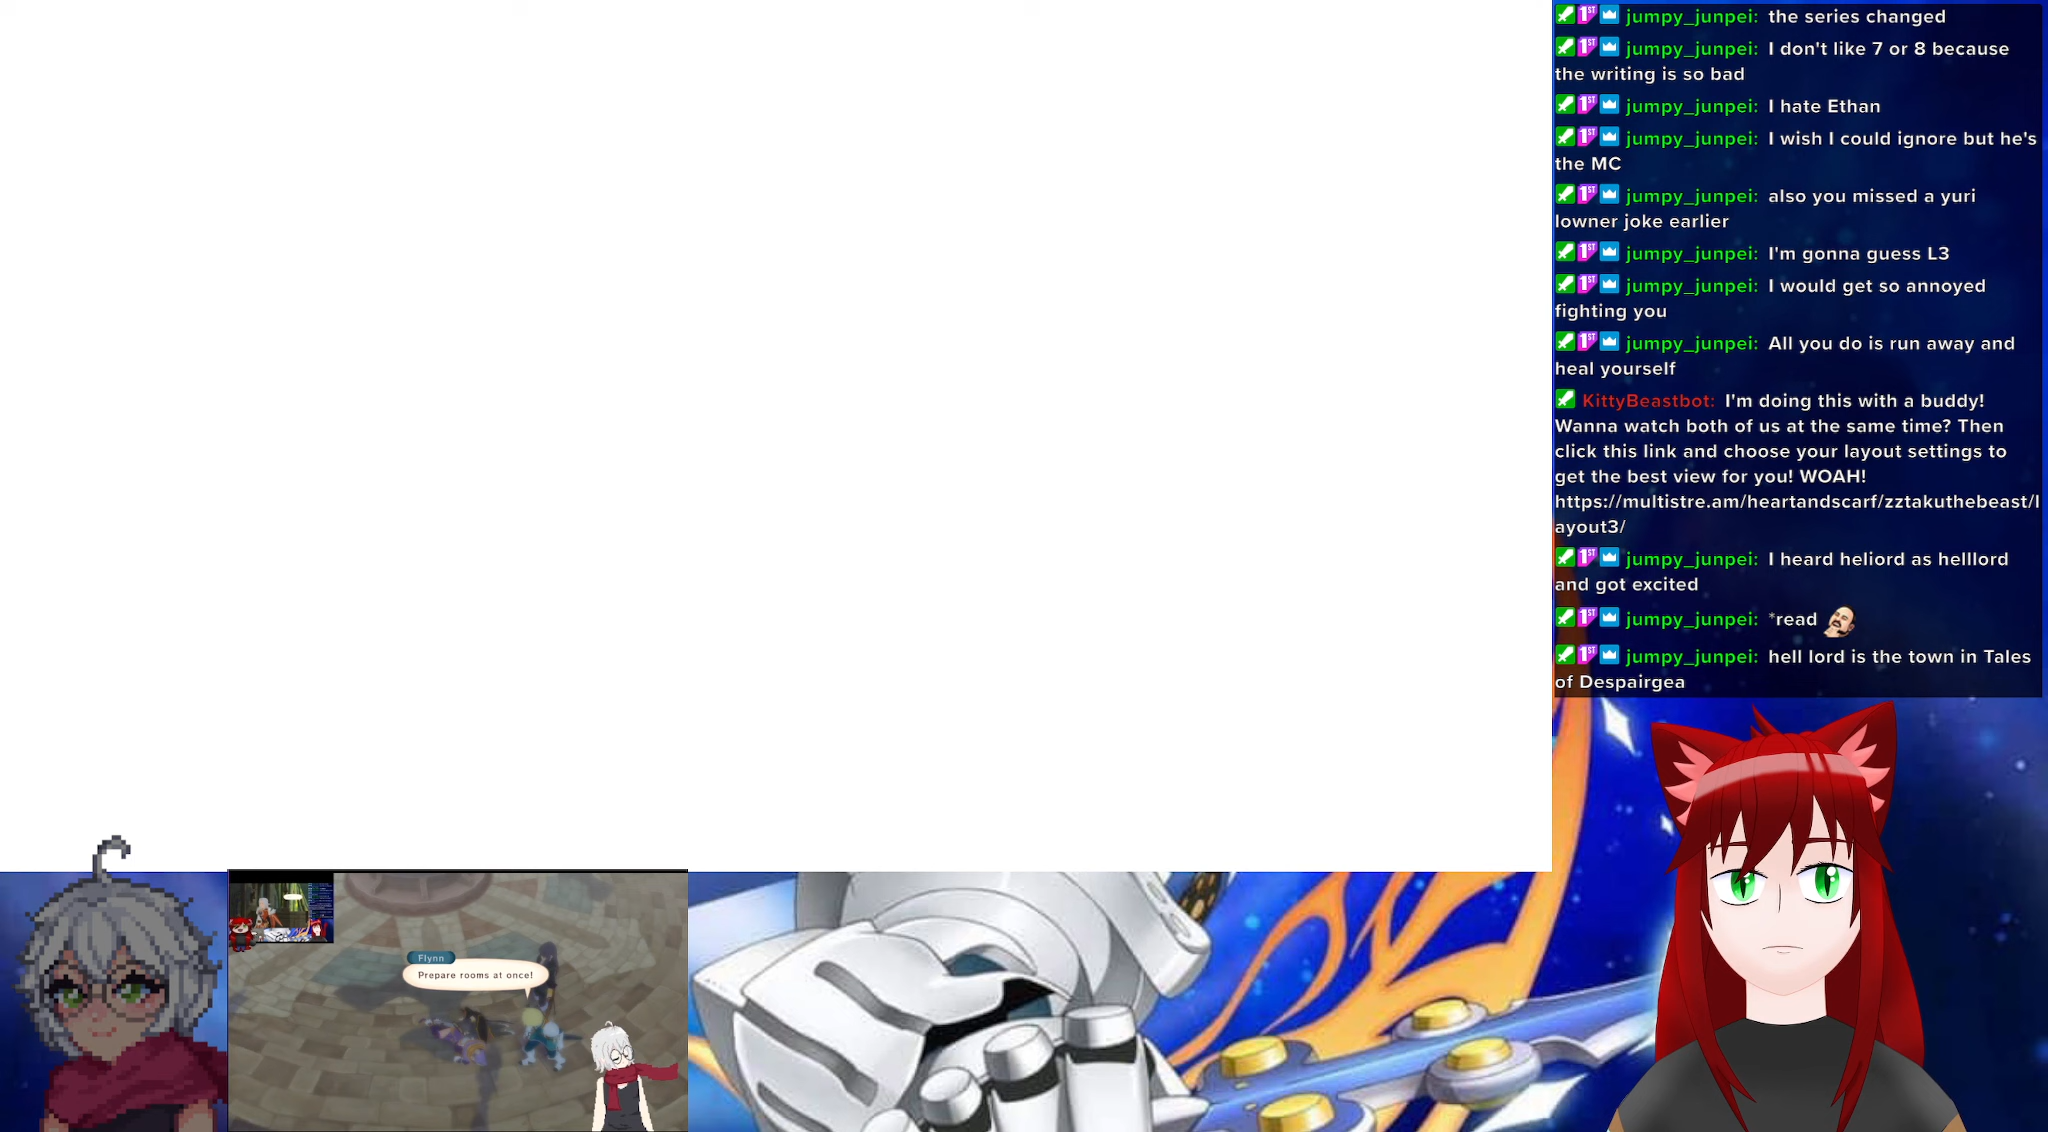 jumpy_junpei: the series changed
jumpy_junpei: I don't like 7 or 8 because
the writing is so bad
jumpy_junpei: I hate Ethan
jumpy_junpei: I wish I could ignore but he's
the MC
jumpy_junpei: also you missed a yuri
lowner joke earlier
jumpy_junpei: I'm gonna guess L3
jumpy_junpei: I would get so annoyed
fighting you
jumpy_junpei: All you do is run away and
heal yourself
KittyBeastbot: I'm doing this with a buddy!
Wanna watch both of us at the same time? Then
click this link and choose your layout settings to
get the best view for you! WOAH!
https://multistre.am/heartandscarf/zztakuthebeast/l
ayout3/
jumpy_junpei: I heard heliord as helllord
and got excited
jumpy_junpei: *read
jumpy_junpei: hell lord is the town in Tales
of Despairgea
Flynn
Prepare rooms at once!